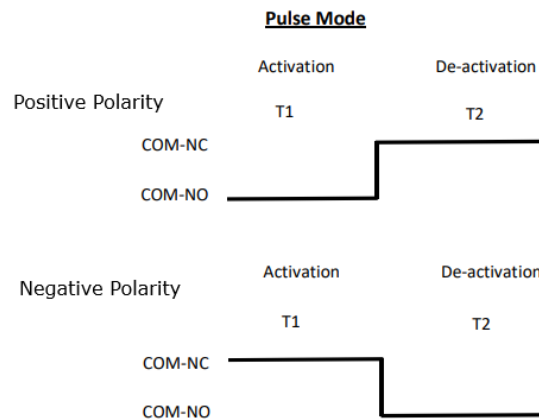 Pulse Mode
Activation De-activation
Positive Polarity
T1 T2
COM-NC
COM-NO
Activation De-activation
Negative Polarity
T1 T2
COM-NC
COM-NO